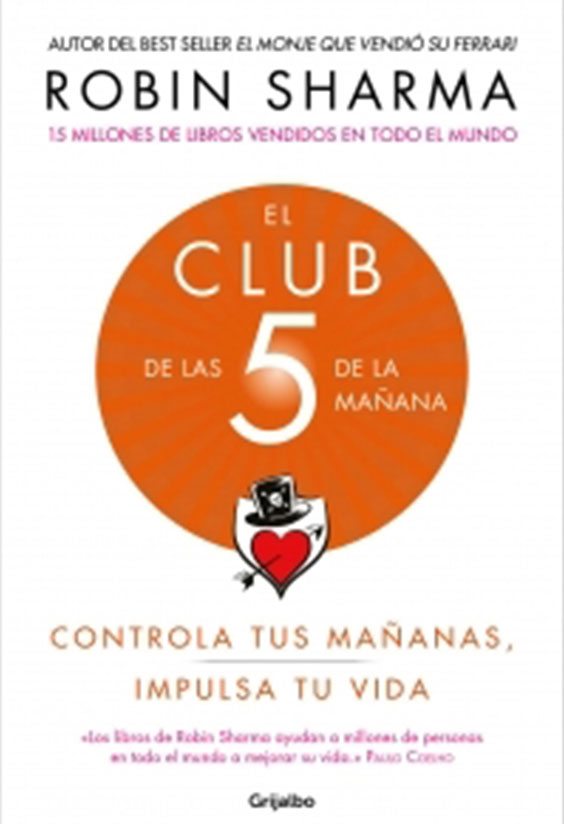 AUTOR DEL BEST SELLER EL MONJE QUE VENDIÓ SU FERRARI
ROBIN SHARMA
15 MILLONES DE LIBROS VENDIDOS EN TODO EL MUNDO
EL
CLUB
DE LAS 5 DE LA
MAÑANA
CONTROLA TUS MAÑANAS,
IMPULSA TU VIDA
«Los libros de Robin Sharma ayudan a millones de personas
en todo el mundo a mejorar su vida.» PAULO COELHO
Grijalbo